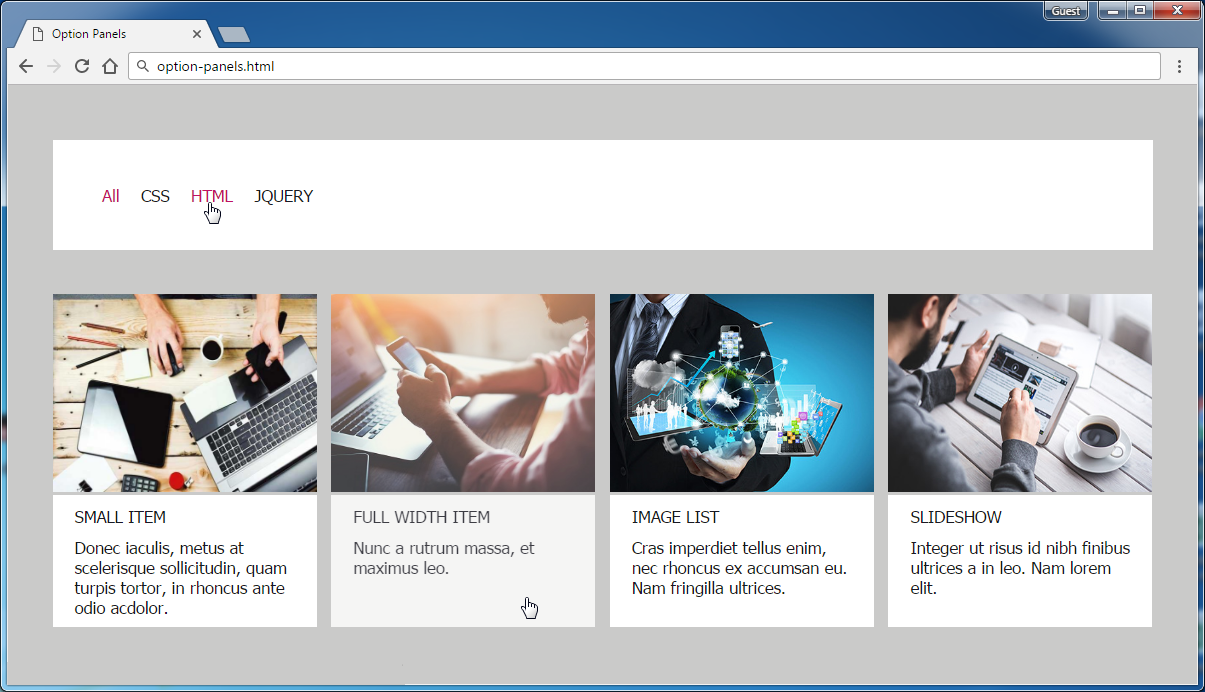 Guest
Option Panels
option-panels.html
All CSS HTML JQUERY
SMALL ITEM
Donec iaculis, metus at
scelerisque sollicitudin, quam
turpis tortor, in rhoncus ante
odio acdolor.
FULL WIDTH ITEM
Nunc a rutrum massa, et
maximus leo.
IMAGE LIST
Cras imperdiet tellus enim,
nec rhoncus ex accumsan eu.
Nam fringilla ultrices.
SLIDESHOW
Integer ut risus id nibh finibus
ultrices a in leo. Nam lorem
elit.